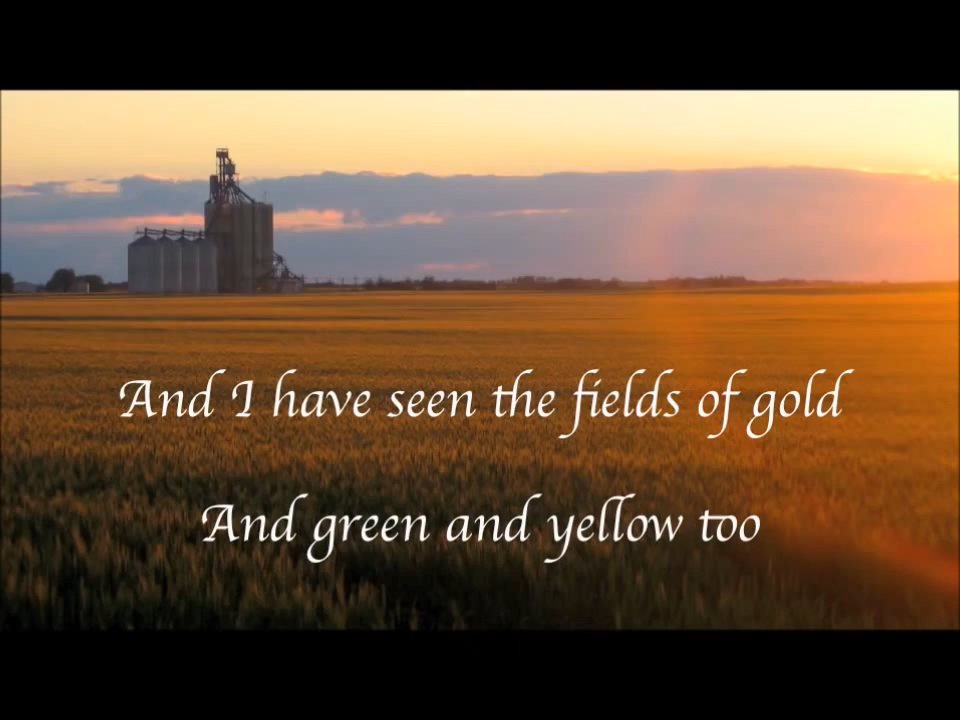 And I have seen the fields of gold
And green and yellow too